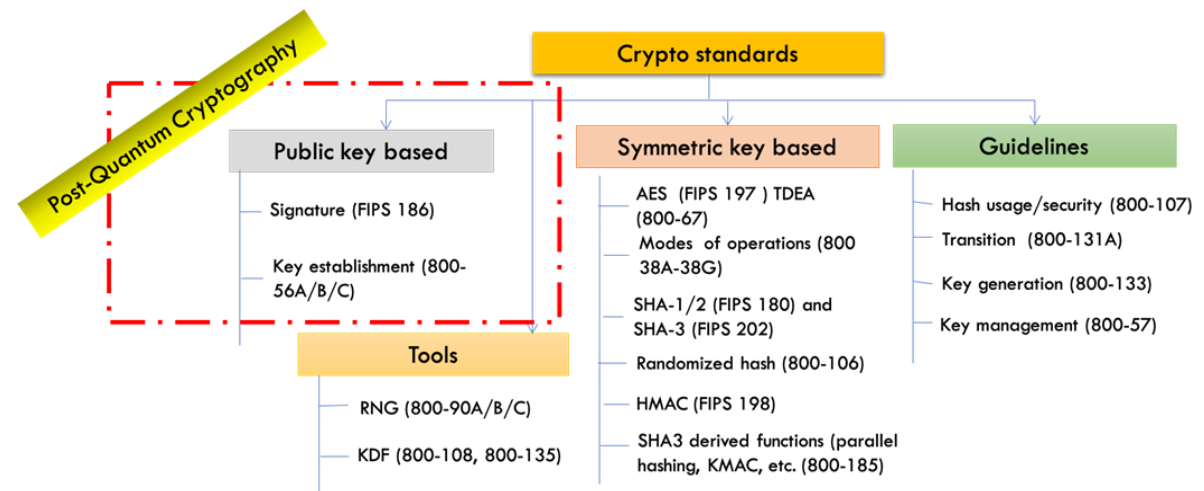 Post-Quantum Cryptography
Crypto standards
Public key based
Signature (FIPS 186)
Key establishment (800-
56A/B/C)
Tools
RNG (800-90A/B/C)
KDF (800-108, 800-135)
Symmetric key based
AES (FIPS 197 ) TDEA
(800-67)
Modes of operations (800
38A-38G)
SHA-1/2 (FIPS 180) and
SHA-3 (FIPS 202)
Randomized hash (800-106)
HMAC (FIPS 198)
SHA3 derived functions (parallel
hashing, KMAC, etc. (800-185)
Guidelines
Hash usage/security (800-107)
Transition (800-131A)
Key generation (800-133)
Key management (800-57)